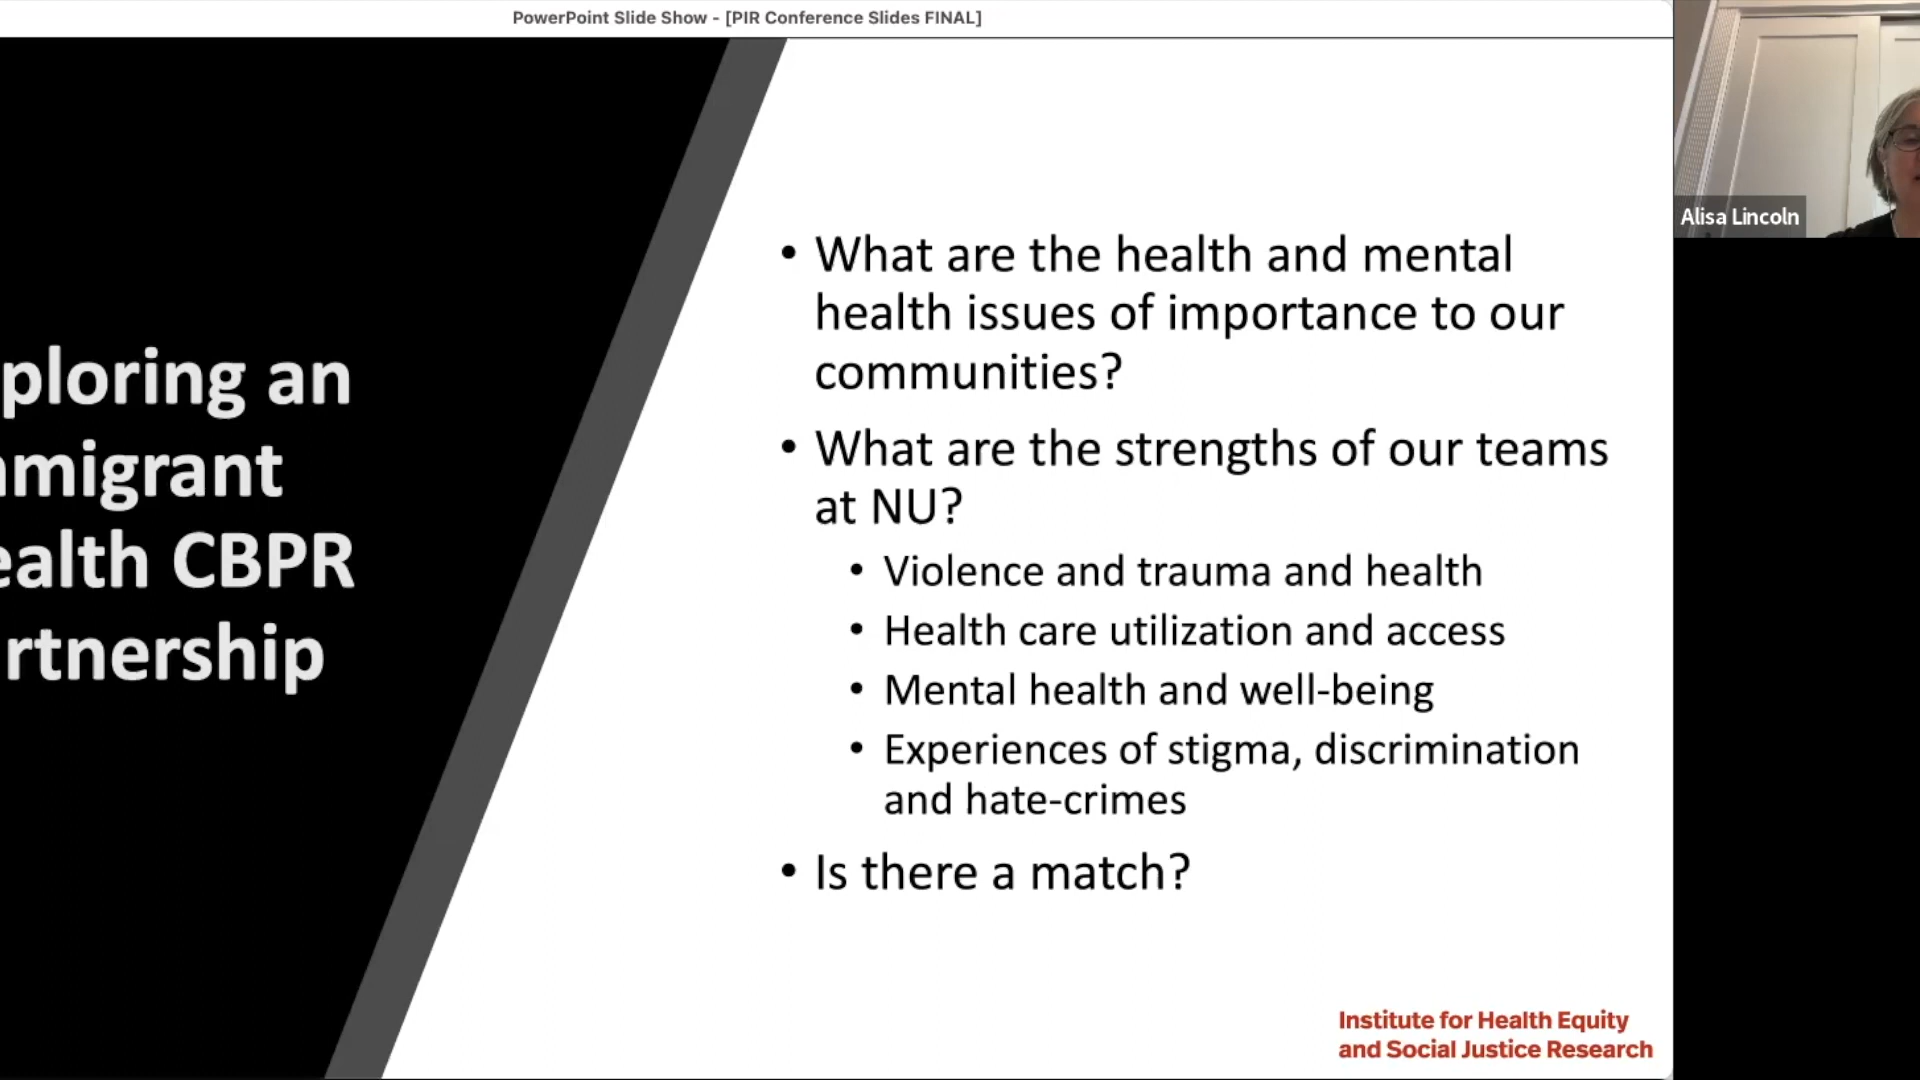 PowerPoint Slide Show - [PIR Conference Slides FINAL]
ploring an
migrant
ealth CBPR
rtnership
• What are the health and mental
health issues of importance to our
communities?
• What are the strengths of our teams
at NU?
• Violence and trauma and health
• Health care utilization and access
• Mental health and well-being
• Experiences of stigma, discrimination
and hate-crimes
• Is there a match?
Institute for Health Equity
and Social Justice Research
Alisa Lincoln